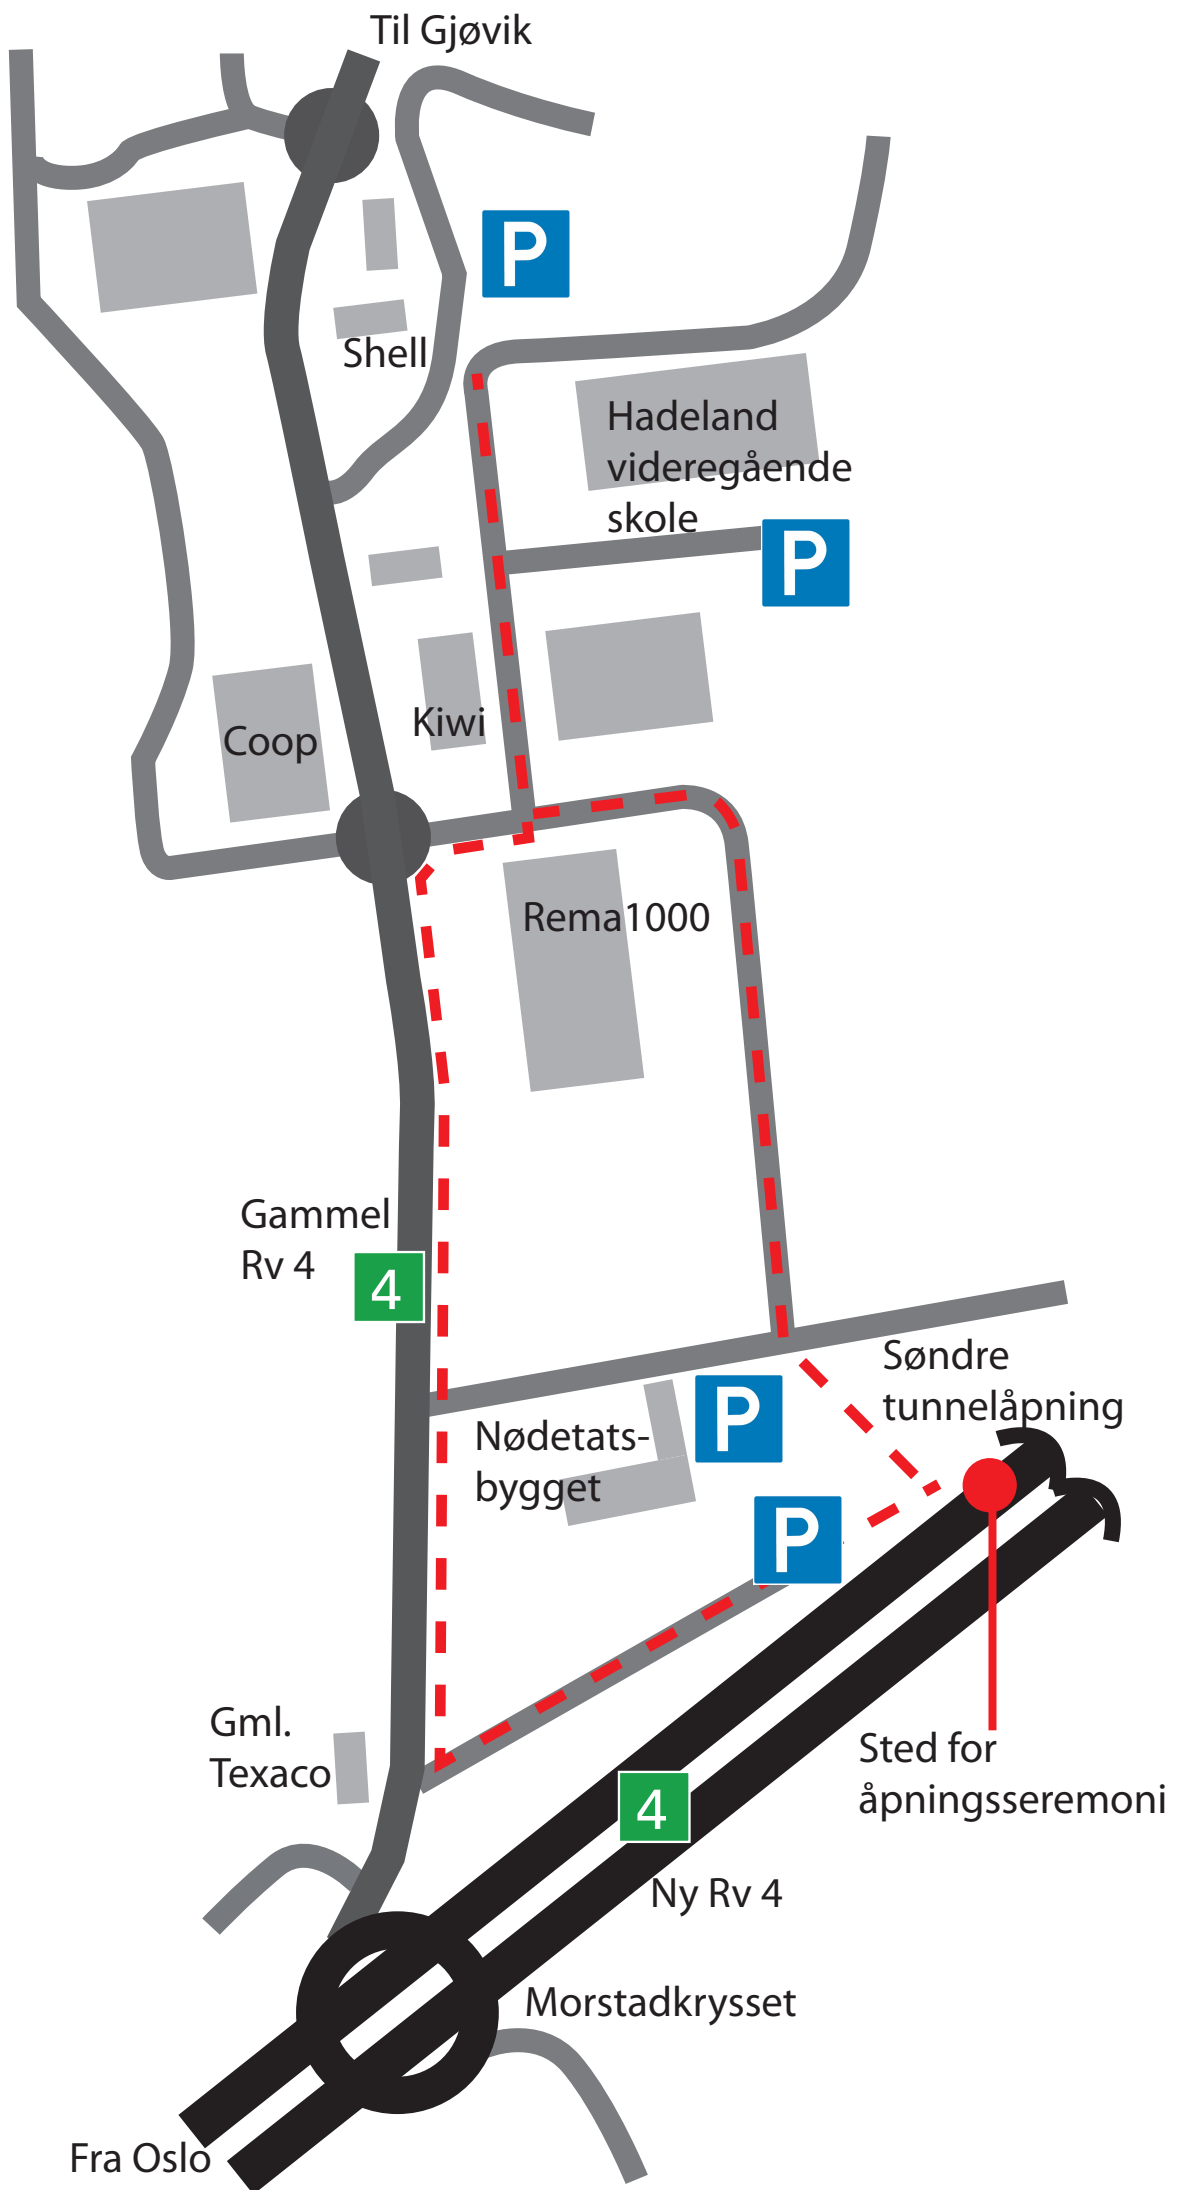 Til Gjøvik
P
Shell
Hadeland
videregående
skole
P
Kiwi
Coop
Rema1000
Gammel
Rv 4
4
Søndre
tunnelåpning
P
Nødetats-
bygget
P
Gml.
Texaco
Sted for
åpningsseremoni
4
Ny Rv 4
Morstadkrysset
Fra Oslo